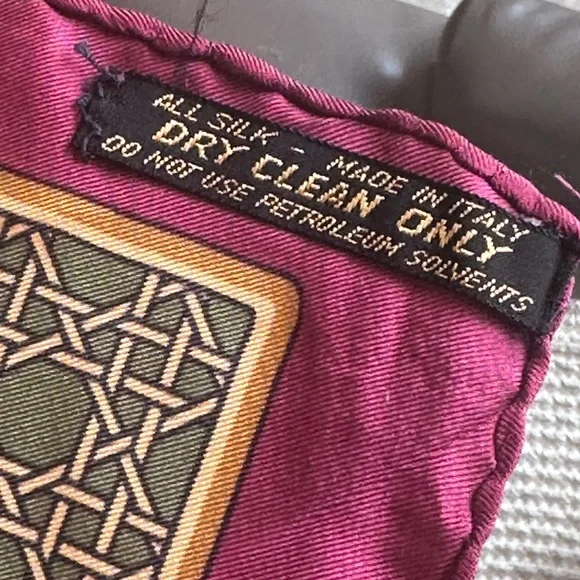 ALL SILK - MADE IN ITALY
DRY CLEAN ONLY
DO NOT USE PETROLEUM SOLVENTS